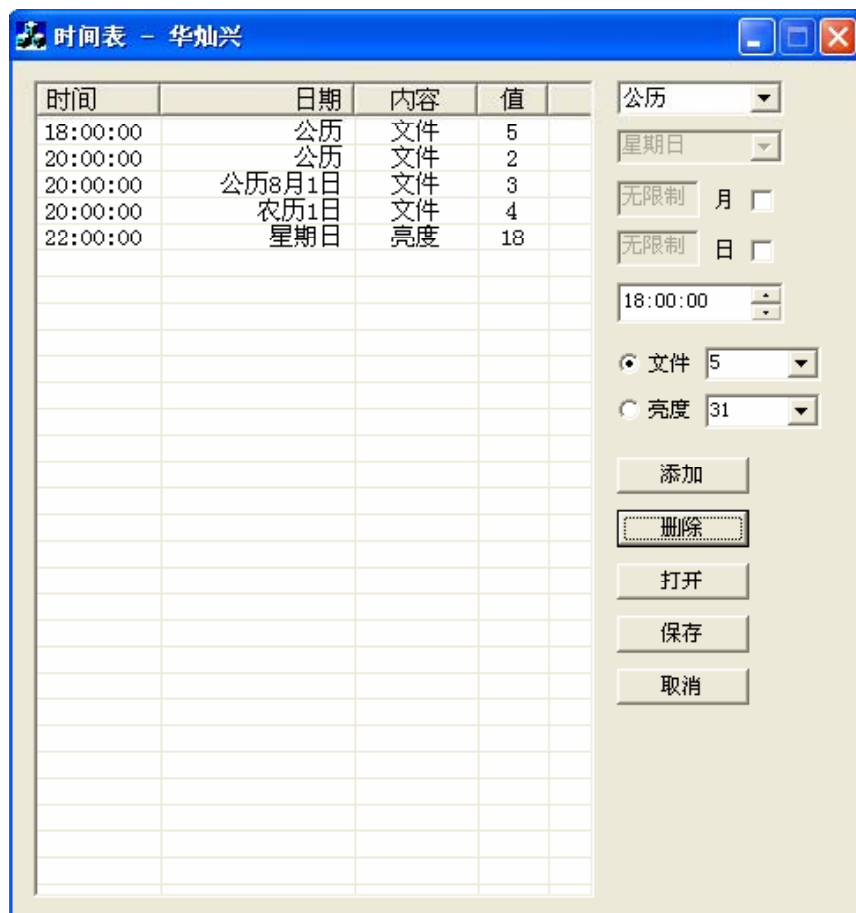 时间表 - 华灿兴
时间 日期 内容 值
18:00:00 公历 文件 5
20:00:00 公历 文件 2
20:00:00 公历8月1日 文件 3
20:00:00 农历1日 文件 4
22:00:00 星期日 亮度 18
公历
星期日
无限制 月
无限制 日
18:00:00
文件 5
亮度 31
添加
删除
打开
保存
取消